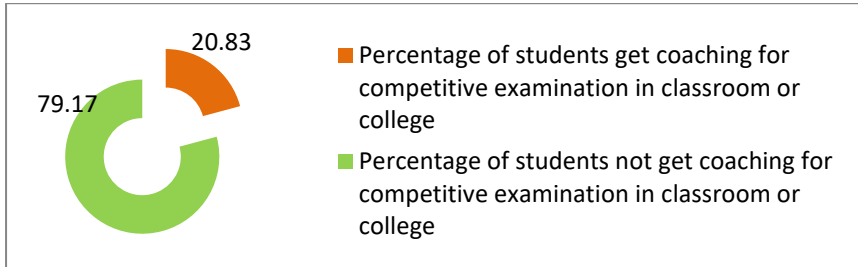 20.83
79.17
Percentage of students get coaching for
competitive examination in classroom or
college
Percentage of students not get coaching for
competitive examination in classroom or
college